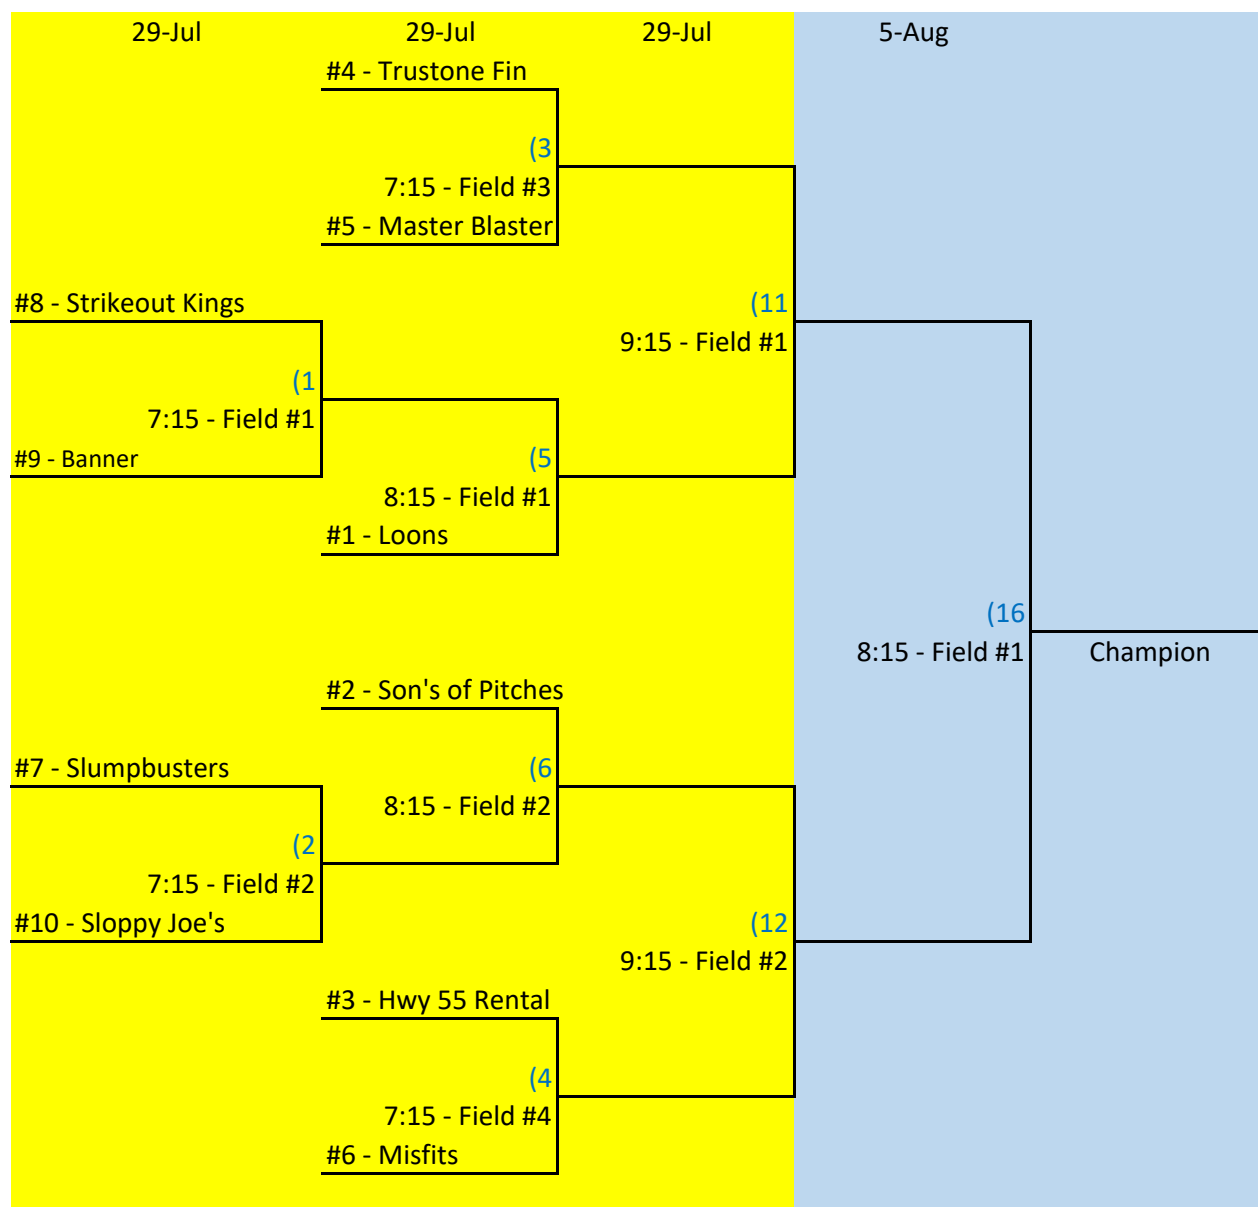 29-Jul 29-Jul 29-Jul 5-Aug
#4 - Trustone Fin
(3
7:15 - Field #3
#5 - Master Blaster
#8 - Strikeout Kings
(11
9:15 - Field #1
(1
7:15 - Field #1
#9 - Banner
(5
8:15 - Field #1
#1 - Loons
(16
8:15 - Field #1
Champion
#2 - Son's of Pitches
#7 - Slumpbusters
(6
8:15 - Field #2
(2
7:15 - Field #2
#10 - Sloppy Joe's
(12
9:15 - Field #2
#3 - Hwy 55 Rental
(4
7:15 - Field #4
#6 - Misfits